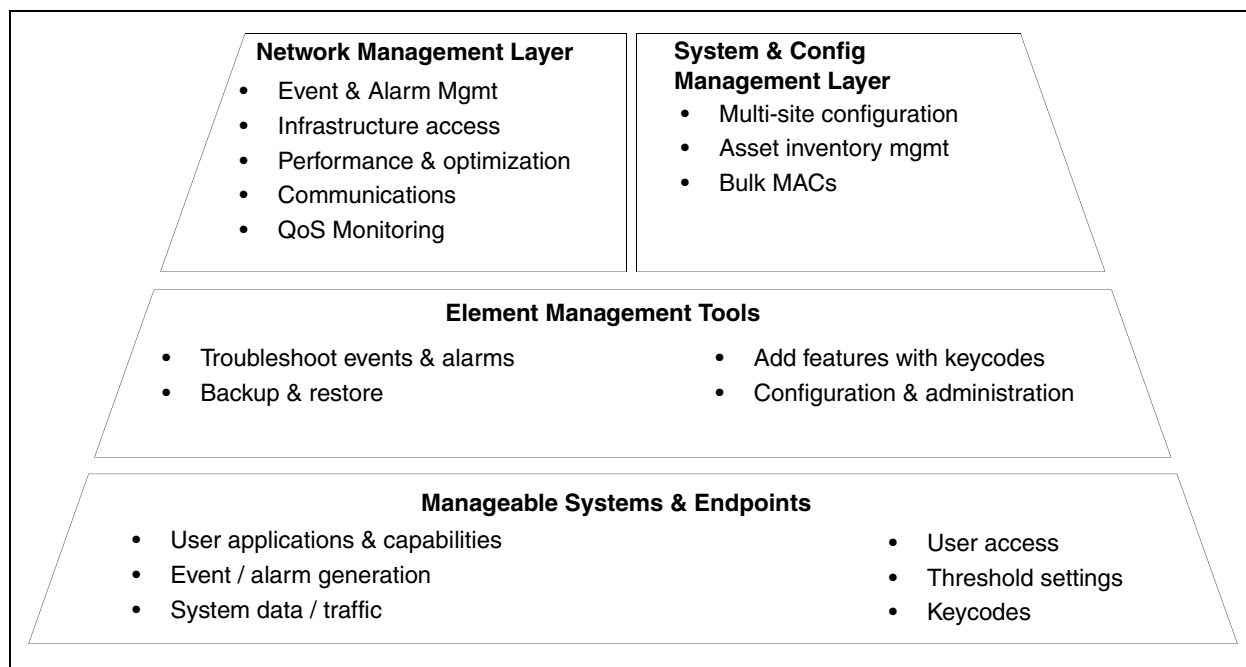 Network Management Layer
• Event & Alarm Mgmt
• Infrastructure access
• Performance & optimization
• Communications
• QoS Monitoring
System & Config
Management Layer
• Multi-site configuration
• Asset inventory mgmt
• Bulk MACs
Element Management Tools
• Troubleshoot events & alarms
• Backup & restore
• Add features with keycodes
• Configuration & administration
Manageable Systems & Endpoints
• User applications & capabilities
• Event / alarm generation
• System data / traffic
• User access
• Threshold settings
• Keycodes